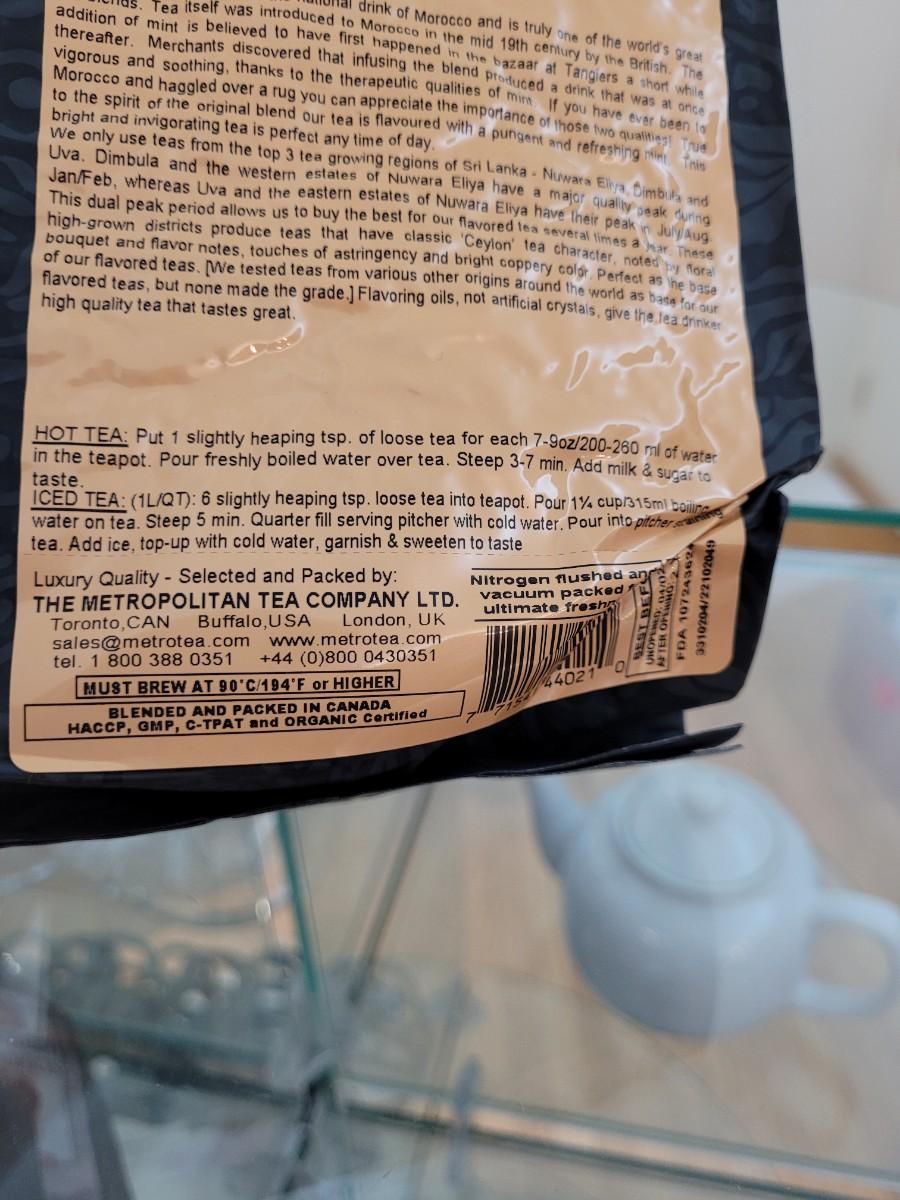 drink of Morocco and is truly one of the world's great
Tea itself was introduced to Morocco in the mid 19th century by the British. The
addition of mint is believed to have first happened in the bazaar at Tangiers a short while
thereafter. Merchants discovered that infusing the blend produced a drink that was at once
vigorous and soothing, thanks to the therapeutic qualities of mint. If you have ever been to
Morocco and haggled over a rug you can appreciate the importance of those two qualities! True
to the spirit of the original blend our tea is flavoured with a pungent and refreshing mint. This
bright and invigorating tea is perfect any time of day.
We only use teas from the top 3 tea growing regions of Sri Lanka - Nuwara Eliya, Dimbula and
Uva. Dimbula and the western estates of Nuwara Eliya have a major quality peak during
Jan/Feb, whereas Uva and the eastern estates of Nuwara Eliya have their peak in July/Aug.
This dual peak period allows us to buy the best for our flavored tea several times a year. These
high-grown districts produce teas that have classic 'Ceylon' tea character, noted by floral
bouquet and flavor notes, touches of astringency and bright coppery color. Perfect as the base
of our flavored teas. [We tested teas from various other origins around the world as base for our
flavored teas, but none made the grade.] Flavoring oils, not artificial crystals, give the tea drinker
high quality tea that tastes great.
HOT TEA: Put 1 slightly heaping tsp. of loose tea for each 7-9oz/200-260 ml of water
in the teapot. Pour freshly boiled water over tea. Steep 3-7 min. Add milk & sugar to
taste.
ICED TEA: (1L/QT): 6 slightly heaping tsp. loose tea into teapot. Pour 1¼ cup/315ml boiling
water on tea. Steep 5 min. Quarter fill serving pitcher with cold water. Pour into pitcher straining
tea. Add ice, top-up with cold water, garnish & sweeten to taste
Luxury Quality - Selected and Packed by:
THE METROPOLITAN TEA COMPANY LTD.
Toronto,CAN Buffalo,USA London, UK
sales@metrotea.com www.metrotea.com
tel. 1 800 388 0351 +44 (0)800 0430351
MUST BREW AT 90°C/194°F or HIGHER
BLENDED AND PACKED IN CANADA
HACCP, GMP, C-TPAT and ORGANIC Certified
Nitrogen flushed and
vacuum packed
ultimate fresh
44021 0
BEST BEF
UNOPENED:
AFTER OPENING:
FDA
3310204/22102049